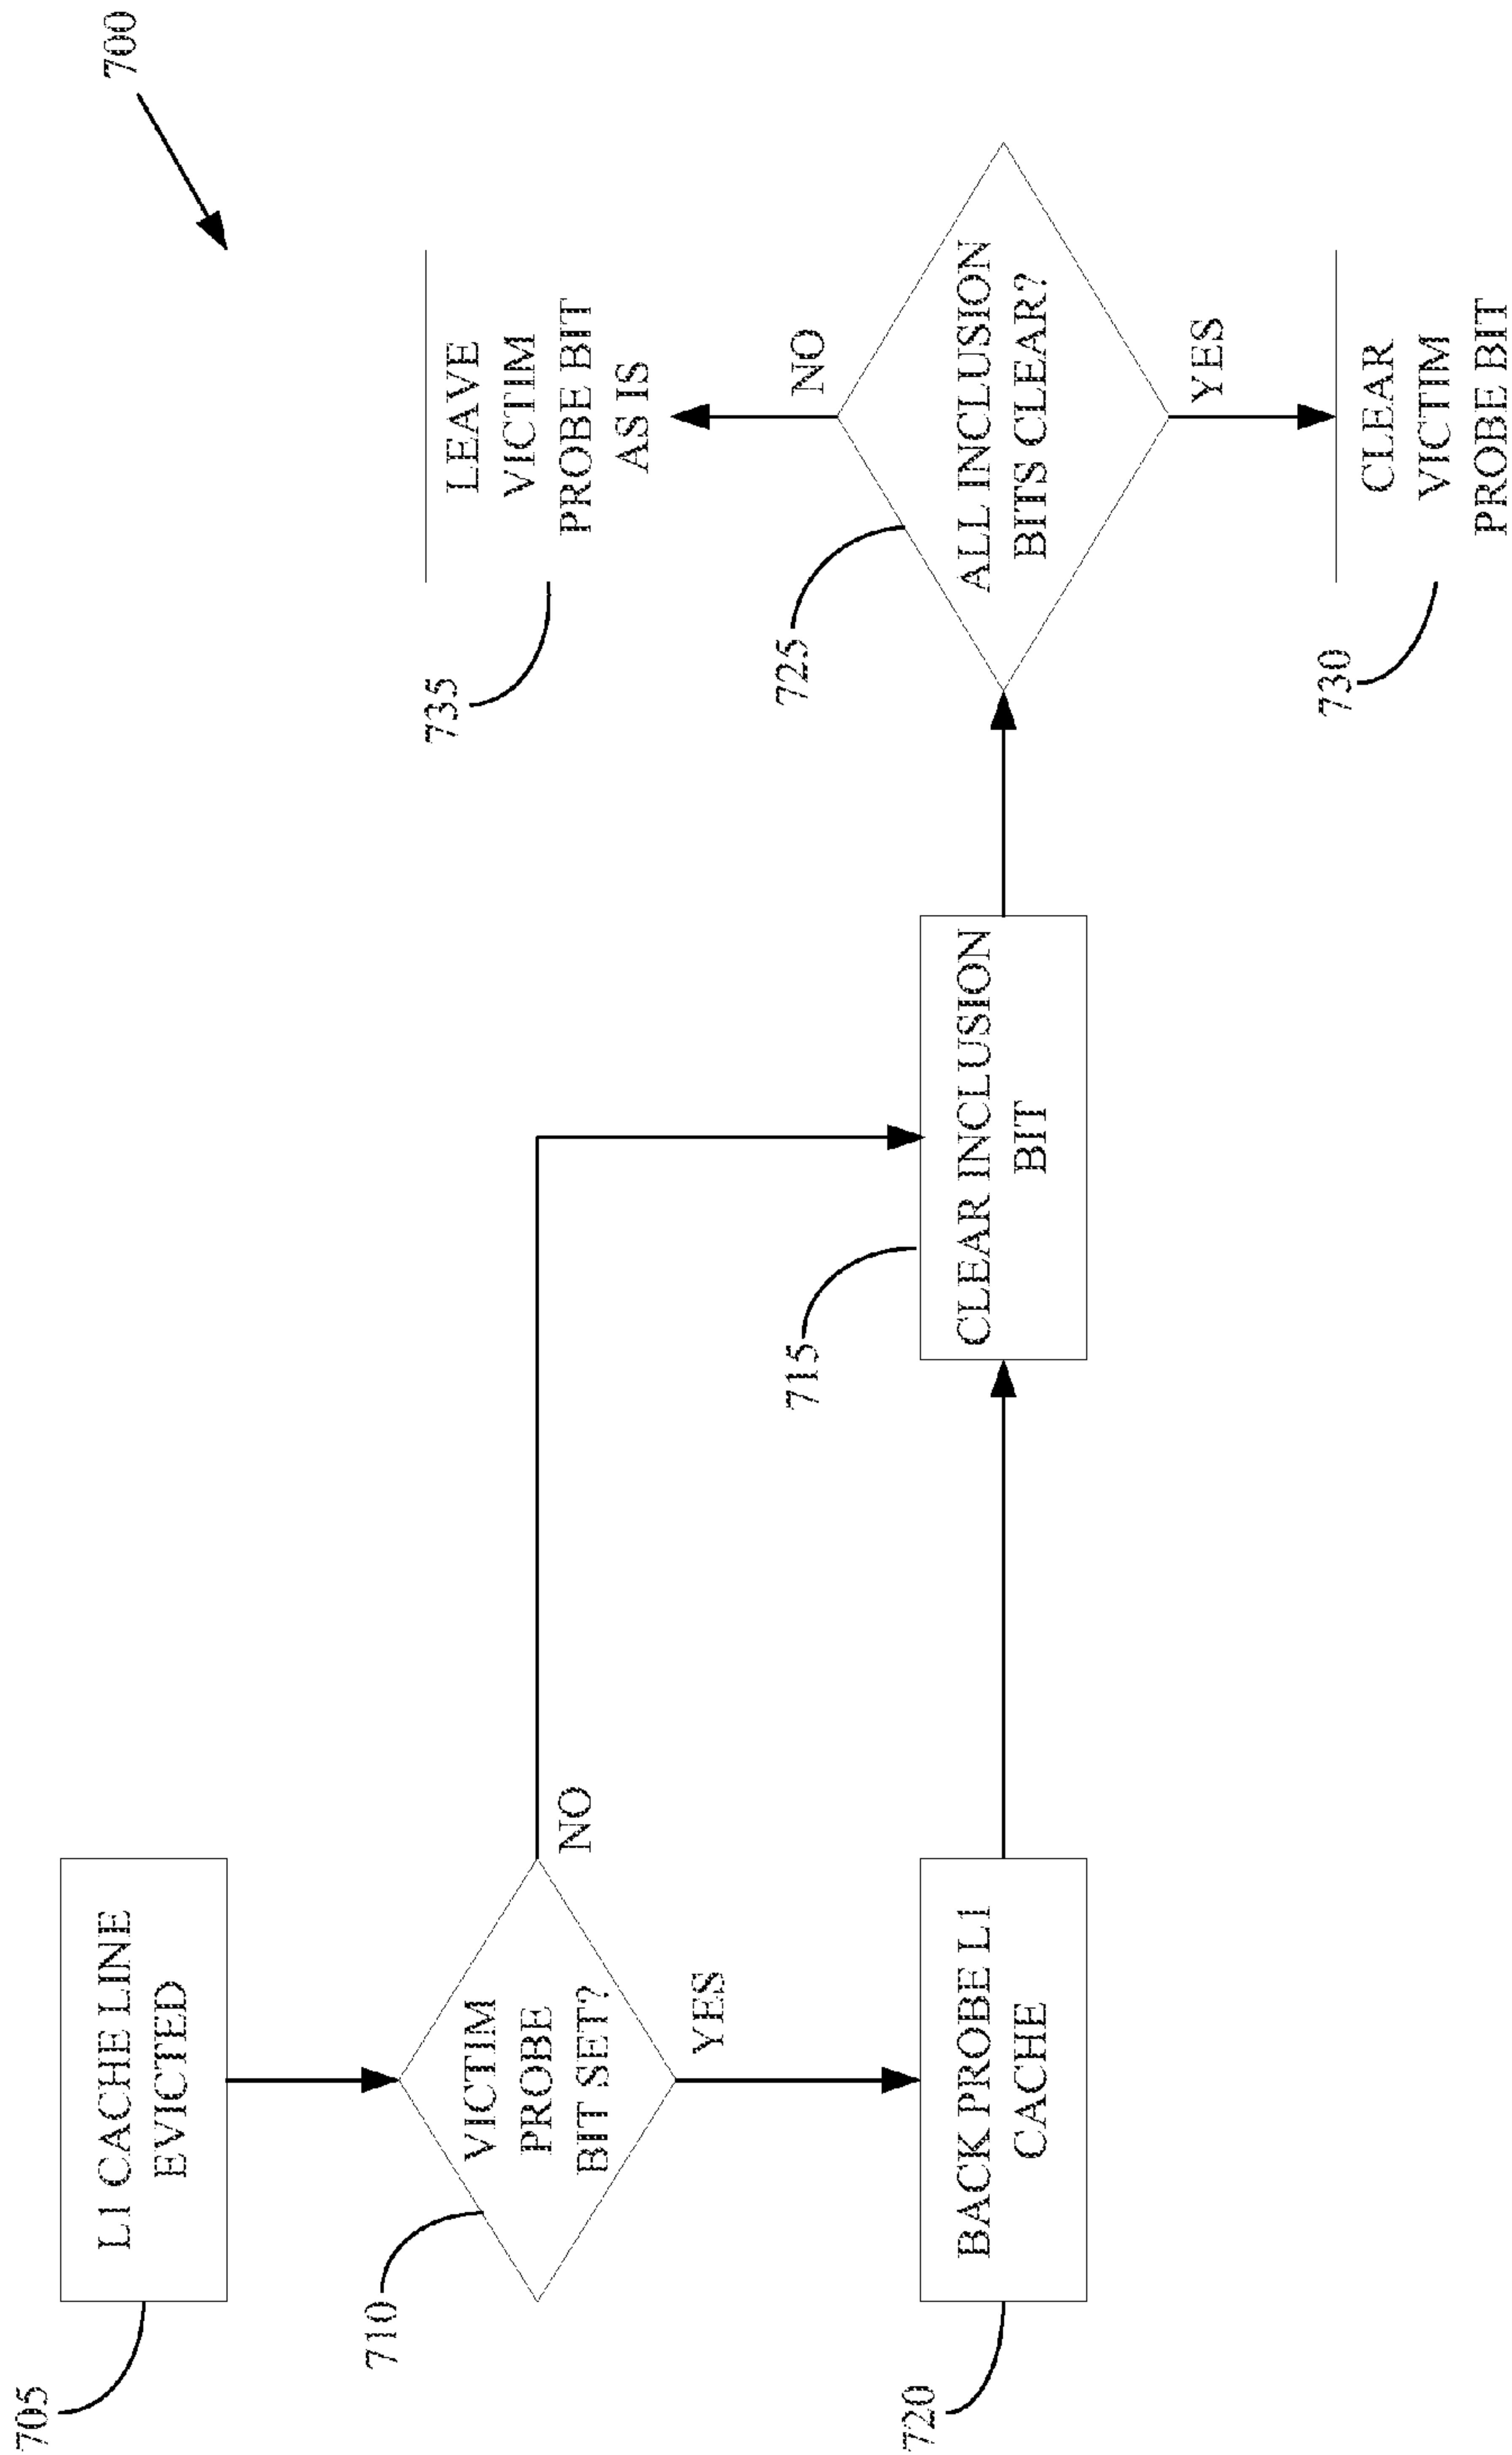 700
705
L1 CACHE LINE
EVICTED
710
VICTIM
PROBE
BIT SET?
NO
YES
720
BACK PROBE L1
CACHE
715
CLEAR INCLUSION
BIT
725
ALL INCLUSION
BITS CLEAR?
NO
YES
735
LEAVE
VICTIM
PROBE BIT
AS IS
730
CLEAR
VICTIM
PROBE BIT